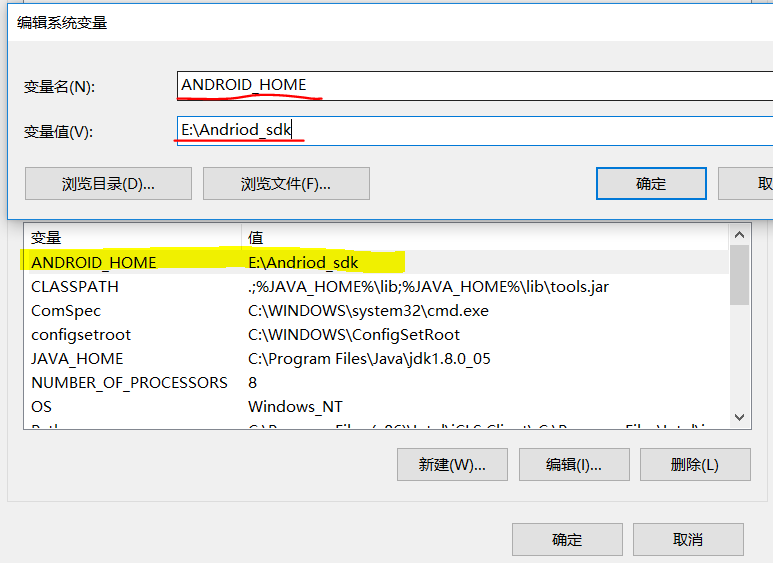 编辑系统变量
变量名(N):
ANDROID_HOME
变量值(V):
E:\Andriod_sdk
浏览目录(D)...
浏览文件(F)...
确定
取
变量 值
ANDROID_HOME E:\Andriod_sdk
CLASSPATH .;%JAVA_HOME%\lib;%JAVA_HOME%\lib\tools.jar
ComSpec C:\WINDOWS\system32\cmd.exe
configsetroot C:\WINDOWS\ConfigSetRoot
JAVA_HOME C:\Program Files\Java\jdk1.8.0_05
NUMBER_OF_PROCESSORS 8
OS Windows_NT
新建(W)...
编辑(I)...
删除(L)
确定
取消